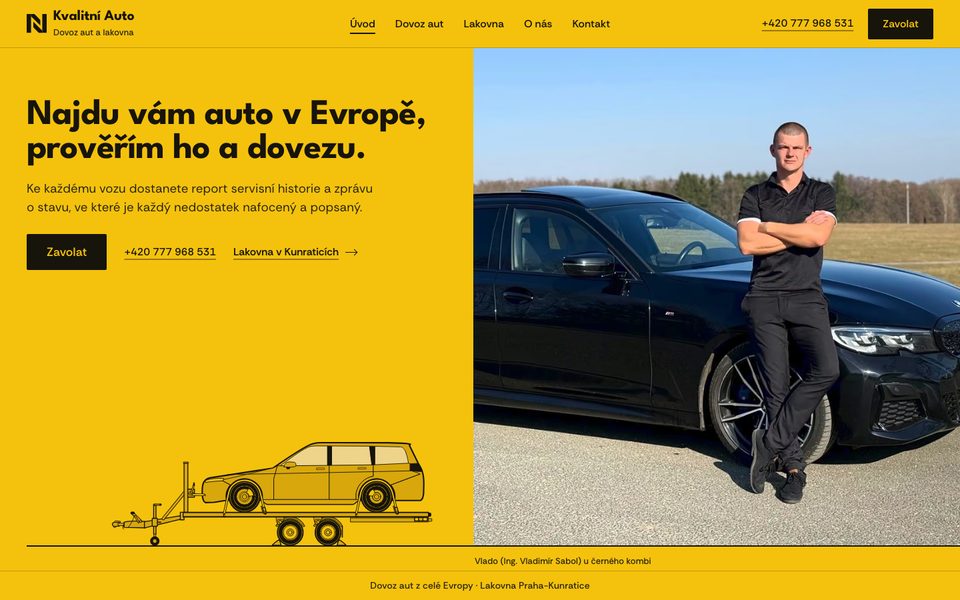 Kvalitní Auto
Dovoz aut a lakovna
Úvod
Dovoz aut
Lakovna
O nás
Kontakt
+420 777 968 531
Zavolat
Najdu vám auto v Evropě,
prověřím ho a dovezu.
Ke každému vozu dostanete report servisní historie a zprávu
o stavu, ve které je každý nedostatek nafocený a popsaný.
Zavolat
+420 777 968 531
Lakovna v Kunraticích →
Vlado (Ing. Vladimír Sabol) u černého kombi
Dovoz aut z celé Evropy · Lakovna Praha-Kunratice